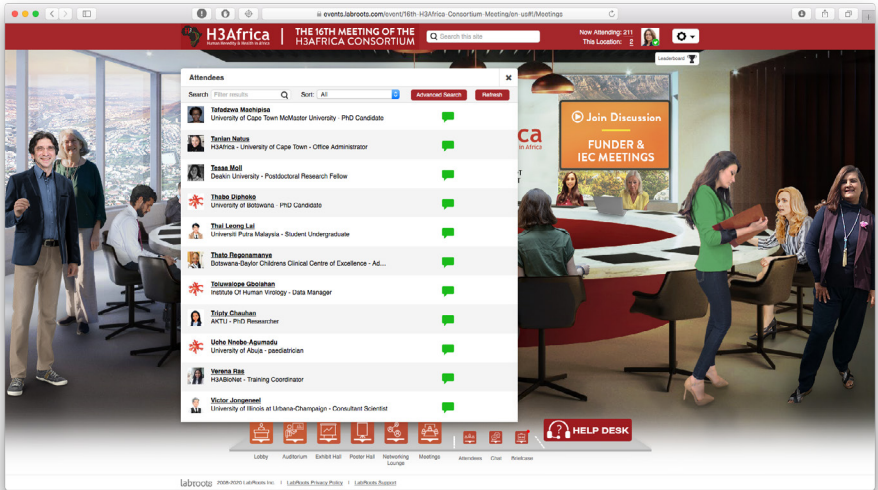 events.labroots.com/event/16th-H3Africa-Consortium-Meeting/en-us#!/Meetings
H3Africa
Human Heredity & Health in Africa
THE 16TH MEETING OF THE
H3AFRICA CONSORTIUM
Search this site
Now Attending: 211
This Location: 2
Leaderboard
Attendees
Search Filter results Sort: All Advanced Search Refresh
Tafadzwa Machipisa
University of Cape Town McMaster University - PhD Candidate
Tanian Natus
H3Africa - University of Cape Town - Office Administrator
Tessa Moll
Deakin University - Postdoctoral Research Fellow
Thabo Diphoko
University of Botswana - PhD Candidate
Thai Leong Lai
Universiti Putra Malaysia - Student Undergraduate
Thato Regonamanye
Botswana-Baylor Childrens Clinical Centre of Excellence - Ad...
Toluwalope Gbolahan
Institute Of Human Virology - Data Manager
Tripty Chauhan
AKTU - PhD Researcher
Uche Nnebe-Agumadu
University of Abuja - paediatrician
Verena Ras
H3ABioNet - Training Coordinator
Victor Jongeneel
University of Illinois at Urbana-Champaign - Consultant Scientist
ca
in Africa
Join Discussion
FUNDER &
IEC MEETINGS
HELP DESK
Lobby Auditorium Exhibit Hall Poster Hall Networking Lounge Meetings Attendees Chat Briefcase
labroots 2008-2020 LabRoots Inc. | LabRoots Privacy Policy | LabRoots Support